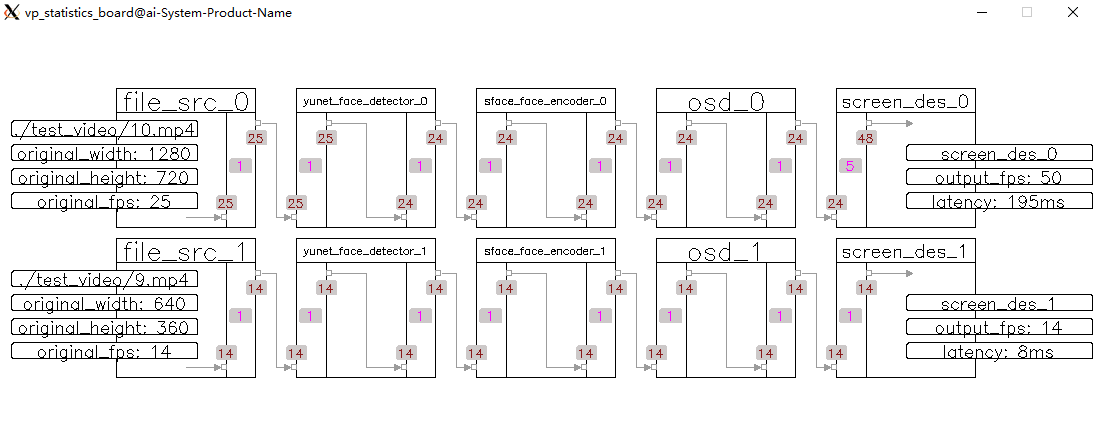 vp_statistics_board@ai-System-Product-Name
file_src_0 yunet_face_detector_0 sface_face_encoder_0 osd_0 screen_des_0
./test_video/10.mp4
original_width: 1280
original_height: 720
original_fps: 25
25 25 24 24 24 24 24 24 48
1 1 1 1 1 1 1 5
25 25 24 24 24 24 24 24
screen_des_0
output_fps: 50
latency: 195ms
file_src_1 yunet_face_detector_1 sface_face_encoder_1 osd_1 screen_des_1
./test_video/9.mp4
original_width: 640
original_height: 360
original_fps: 14
14 14 14 14 14 14 14 14 14
1 1 1 1 1 1 1 1
14 14 14 14 14 14 14 14
screen_des_1
output_fps: 14
latency: 8ms